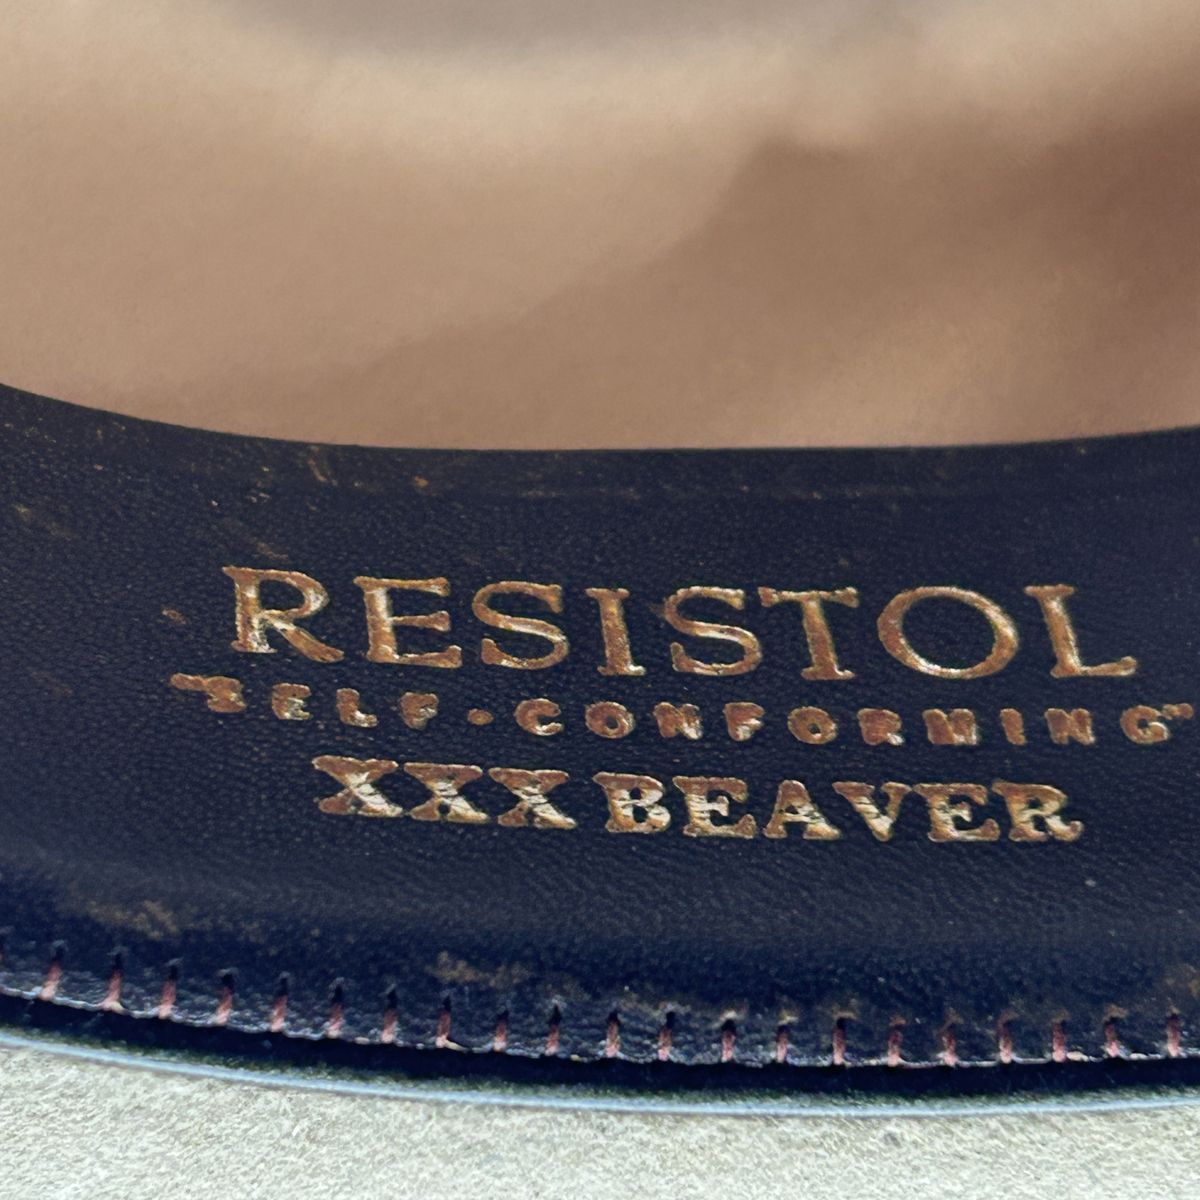 RESISTOL
"SELF-CONFORMING"
XXX BEAVER